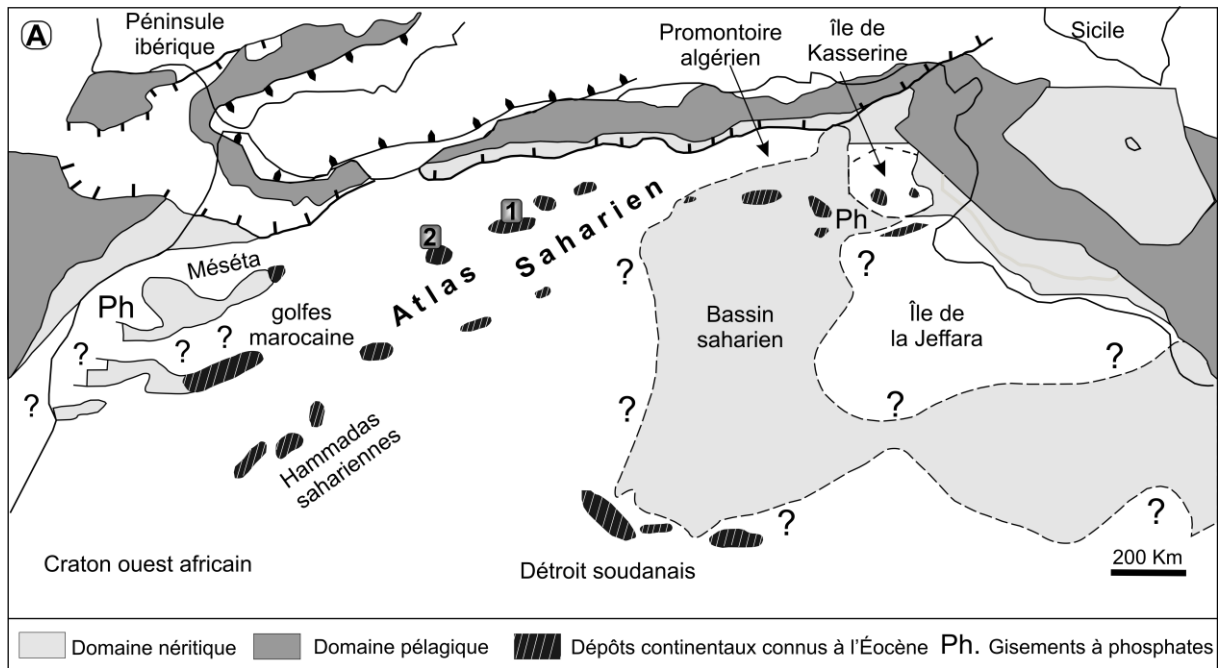 A
Péninsule
ibérique
Promontoire
algérien
île de
Kasserine
Sicile
1
2
Atlas Saharien
Méséta
Ph
golfes
marocaine
?
?
?
?
Ph
?
?
Bassin
saharien
Île de
la Jeffara
?
?
?
Hammadas
sahariennes
?
?
Craton ouest africain
Détroit soudanais
200 Km
Domaine néritique
Domaine pélagique
Dépôts continentaux connus à l'Éocène
Ph. Gisements à phosphates